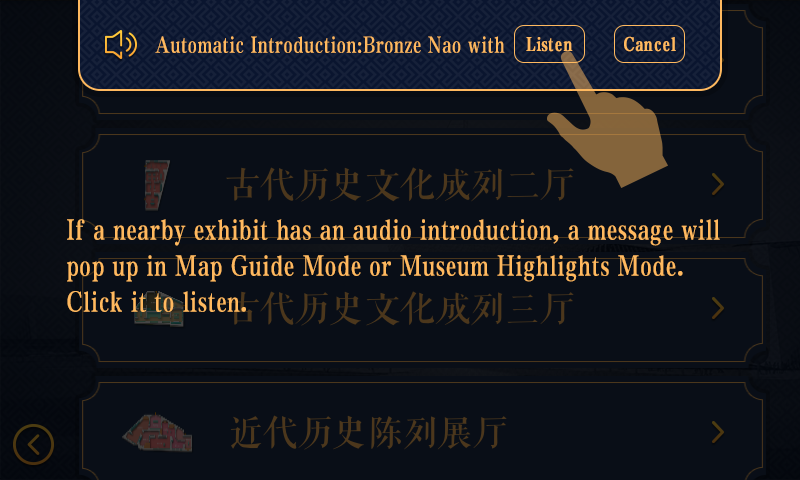 Automatic Introduction:Bronze Nao with
Listen
Cancel
古代历史文化成列二厅
If a nearby exhibit has an audio introduction, a message will
pop up in Map Guide Mode or Museum Highlights Mode.
Click it to listen.
古代历史文化成列三厅
近代历史陈列展厅